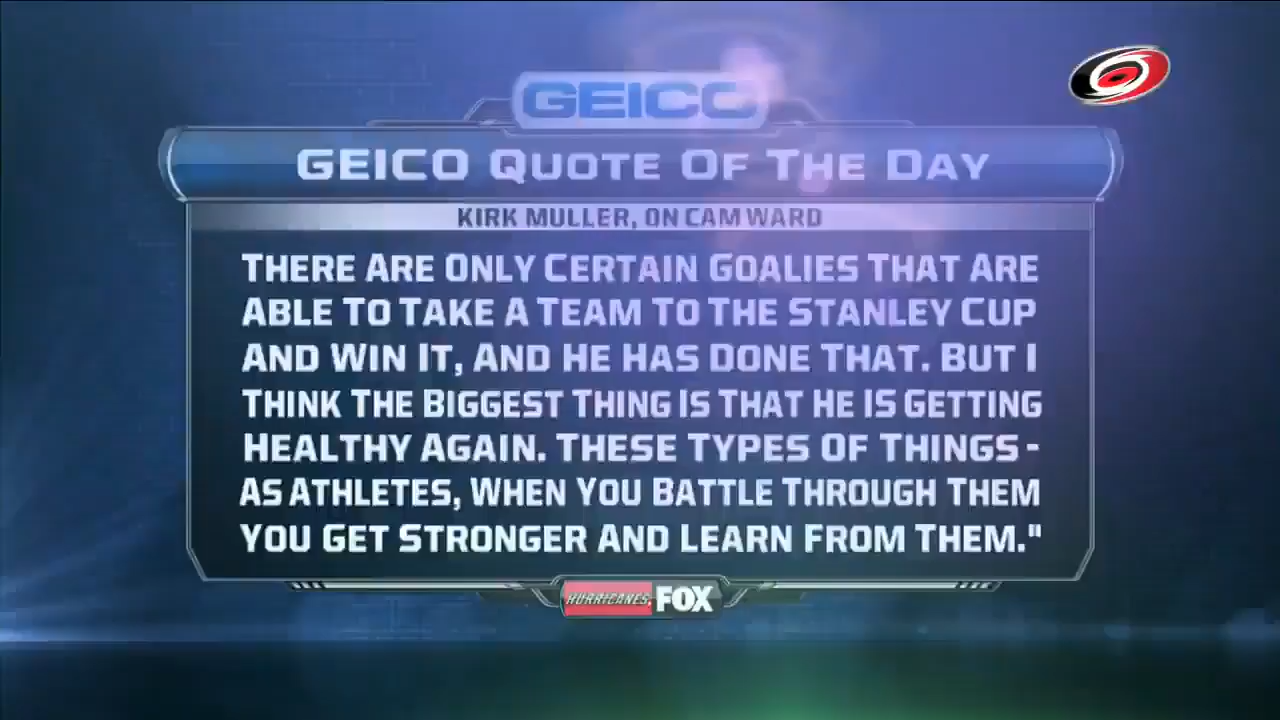 GEICO
GEICO QUOTE OF THE DAY
KIRK MULLER, ON CAM WARD
THERE ARE ONLY CERTAIN GOALIES THAT ARE
ABLE TO TAKE A TEAM TO THE STANLEY CUP
AND WIN IT, AND HE HAS DONE THAT. BUT I
THINK THE BIGGEST THING IS THAT HE IS GETTING
HEALTHY AGAIN. THESE TYPES OF THINGS -
AS ATHLETES, WHEN YOU BATTLE THROUGH THEM
YOU GET STRONGER AND LEARN FROM THEM."
HURRICANES FOX